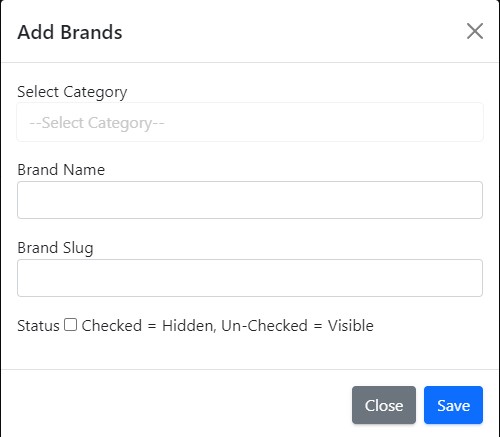 Add Brands
Select Category
--Select Category--
Brand Name
Brand Slug
Status Checked = Hidden, Un-Checked = Visible
Close Save